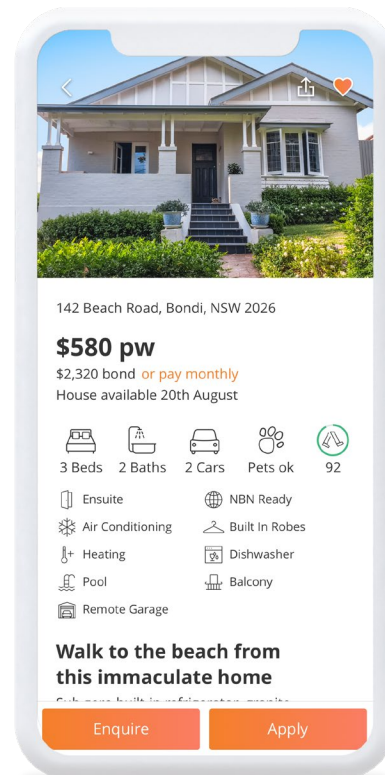 142 Beach Road, Bondi, NSW 2026
$580 pw
$2,320 bond or pay monthly
House available 20th August
3 Beds 2 Baths 2 Cars Pets ok 92
Ensuite NBN Ready
Air Conditioning Built In Robes
Heating Dishwasher
Pool Balcony
Remote Garage
Walk to the beach from
this immaculate home
Enquire Apply